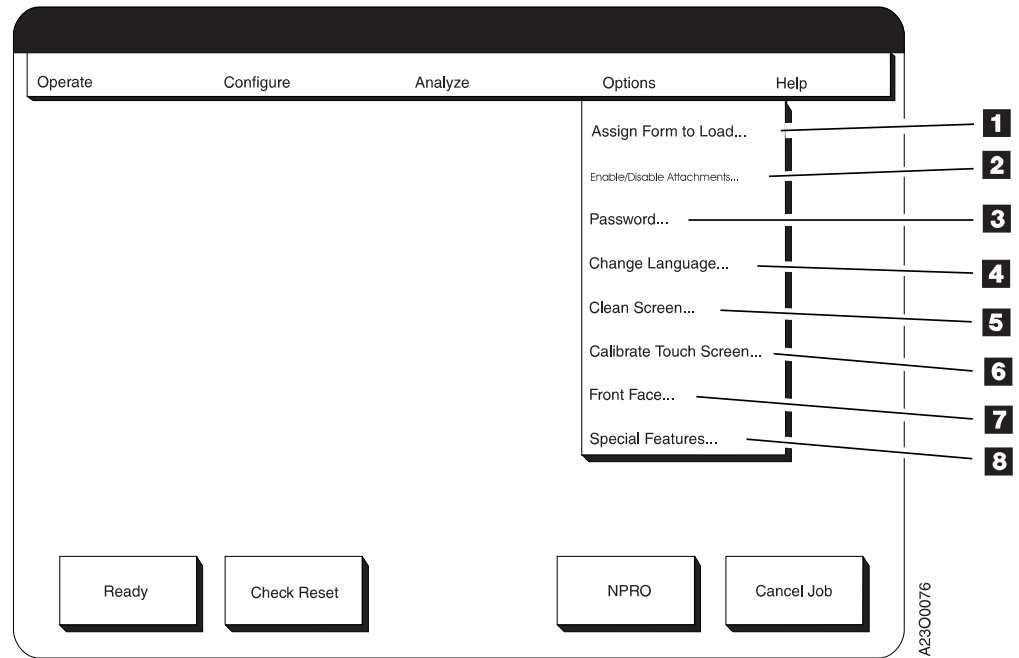 Operate Configure Analyze Options Help
Assign Form to Load... 1
Enable/Disable Attachments... 2
Password... 3
Change Language... 4
Clean Screen... 5
Calibrate Touch Screen... 6
Front Face... 7
Special Features... 8
Ready Check Reset NPRO Cancel Job
A23O0076